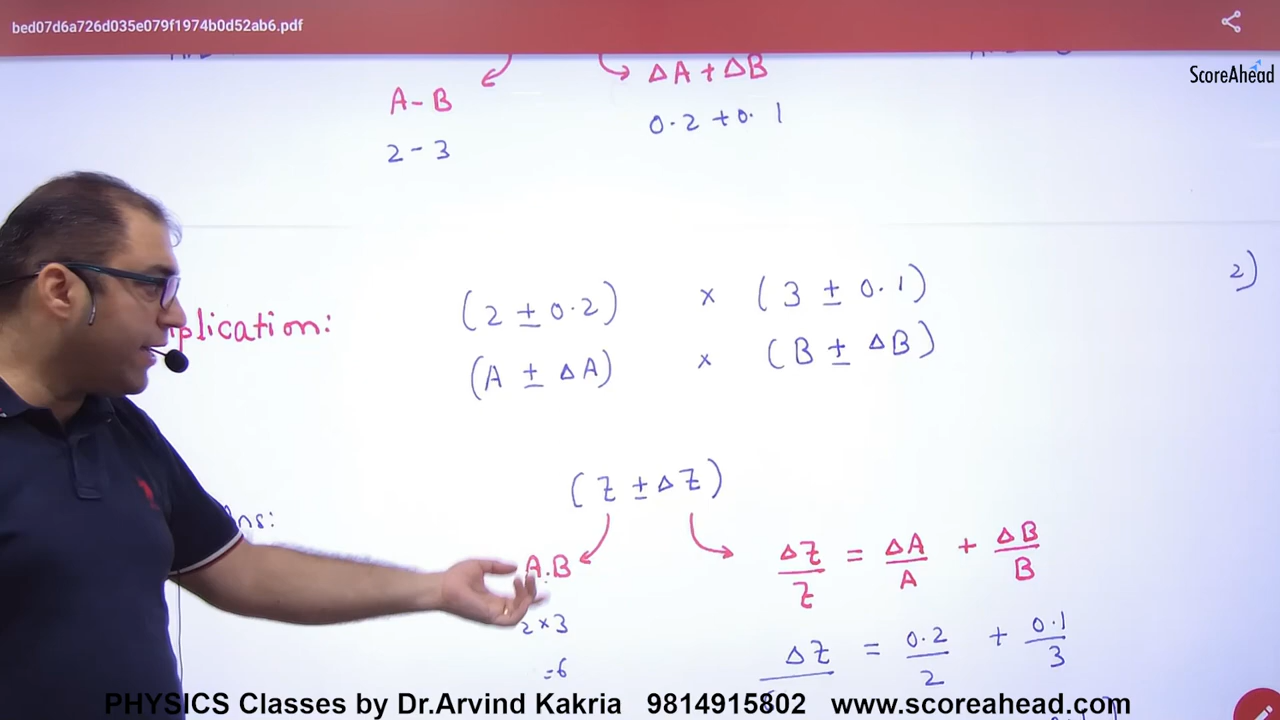 bed07d6a726d035e079f1974b0d52ab6.pdf
ScoreAhead
A - B
ΔA + ΔB
2 - 3
0.2 + 0.1
2)
plication:
(2 ± 0.2) × (3 ± 0.1)
(A ± ΔA) × (B ± ΔB)
(Z ± ΔZ)
ns:
A.B
ΔZ/Z = ΔA/A + ΔB/B
2 × 3
= 6
ΔZ/6 = 0.2/2 + 0.1/3
PHYSICS Classes by Dr.Arvind Kakria 9814915802 www.scoreahead.com